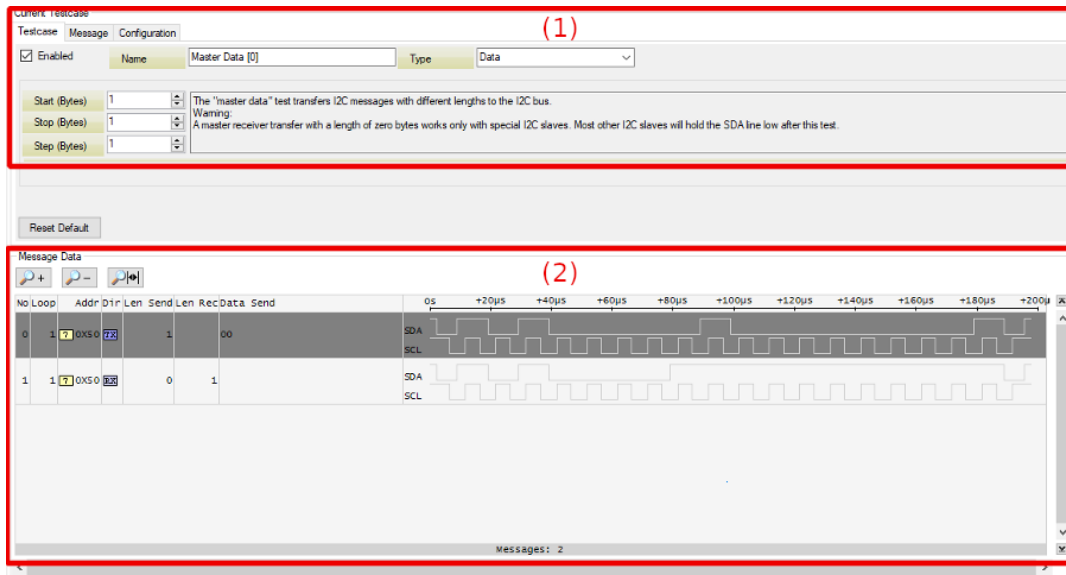 Current Testcase
(1)
Testcase Message Configuration
Enabled Name Master Data [0] Type Data
Start (Bytes) 1
Stop (Bytes) 1
Step (Bytes) 1
The "master data" test transfers I2C messages with different lengths to the I2C bus.
Warning:
A master receiver transfer with a length of zero bytes works only with special I2C slaves. Most other I2C slaves will hold the SDA line low after this test.
Reset Default
Message Data
(2)
+ -
No Loop Addr Dir Len Send Len Rec Data Send 0s +20µs +40µs +60µs +80µs +100µs +120µs +140µs +160µs +180µs +200µ
0 1 ? 0X50 TX 1 00 SDA
SCL
1 1 ? 0X50 RX 0 1 SDA
SCL
Messages: 2